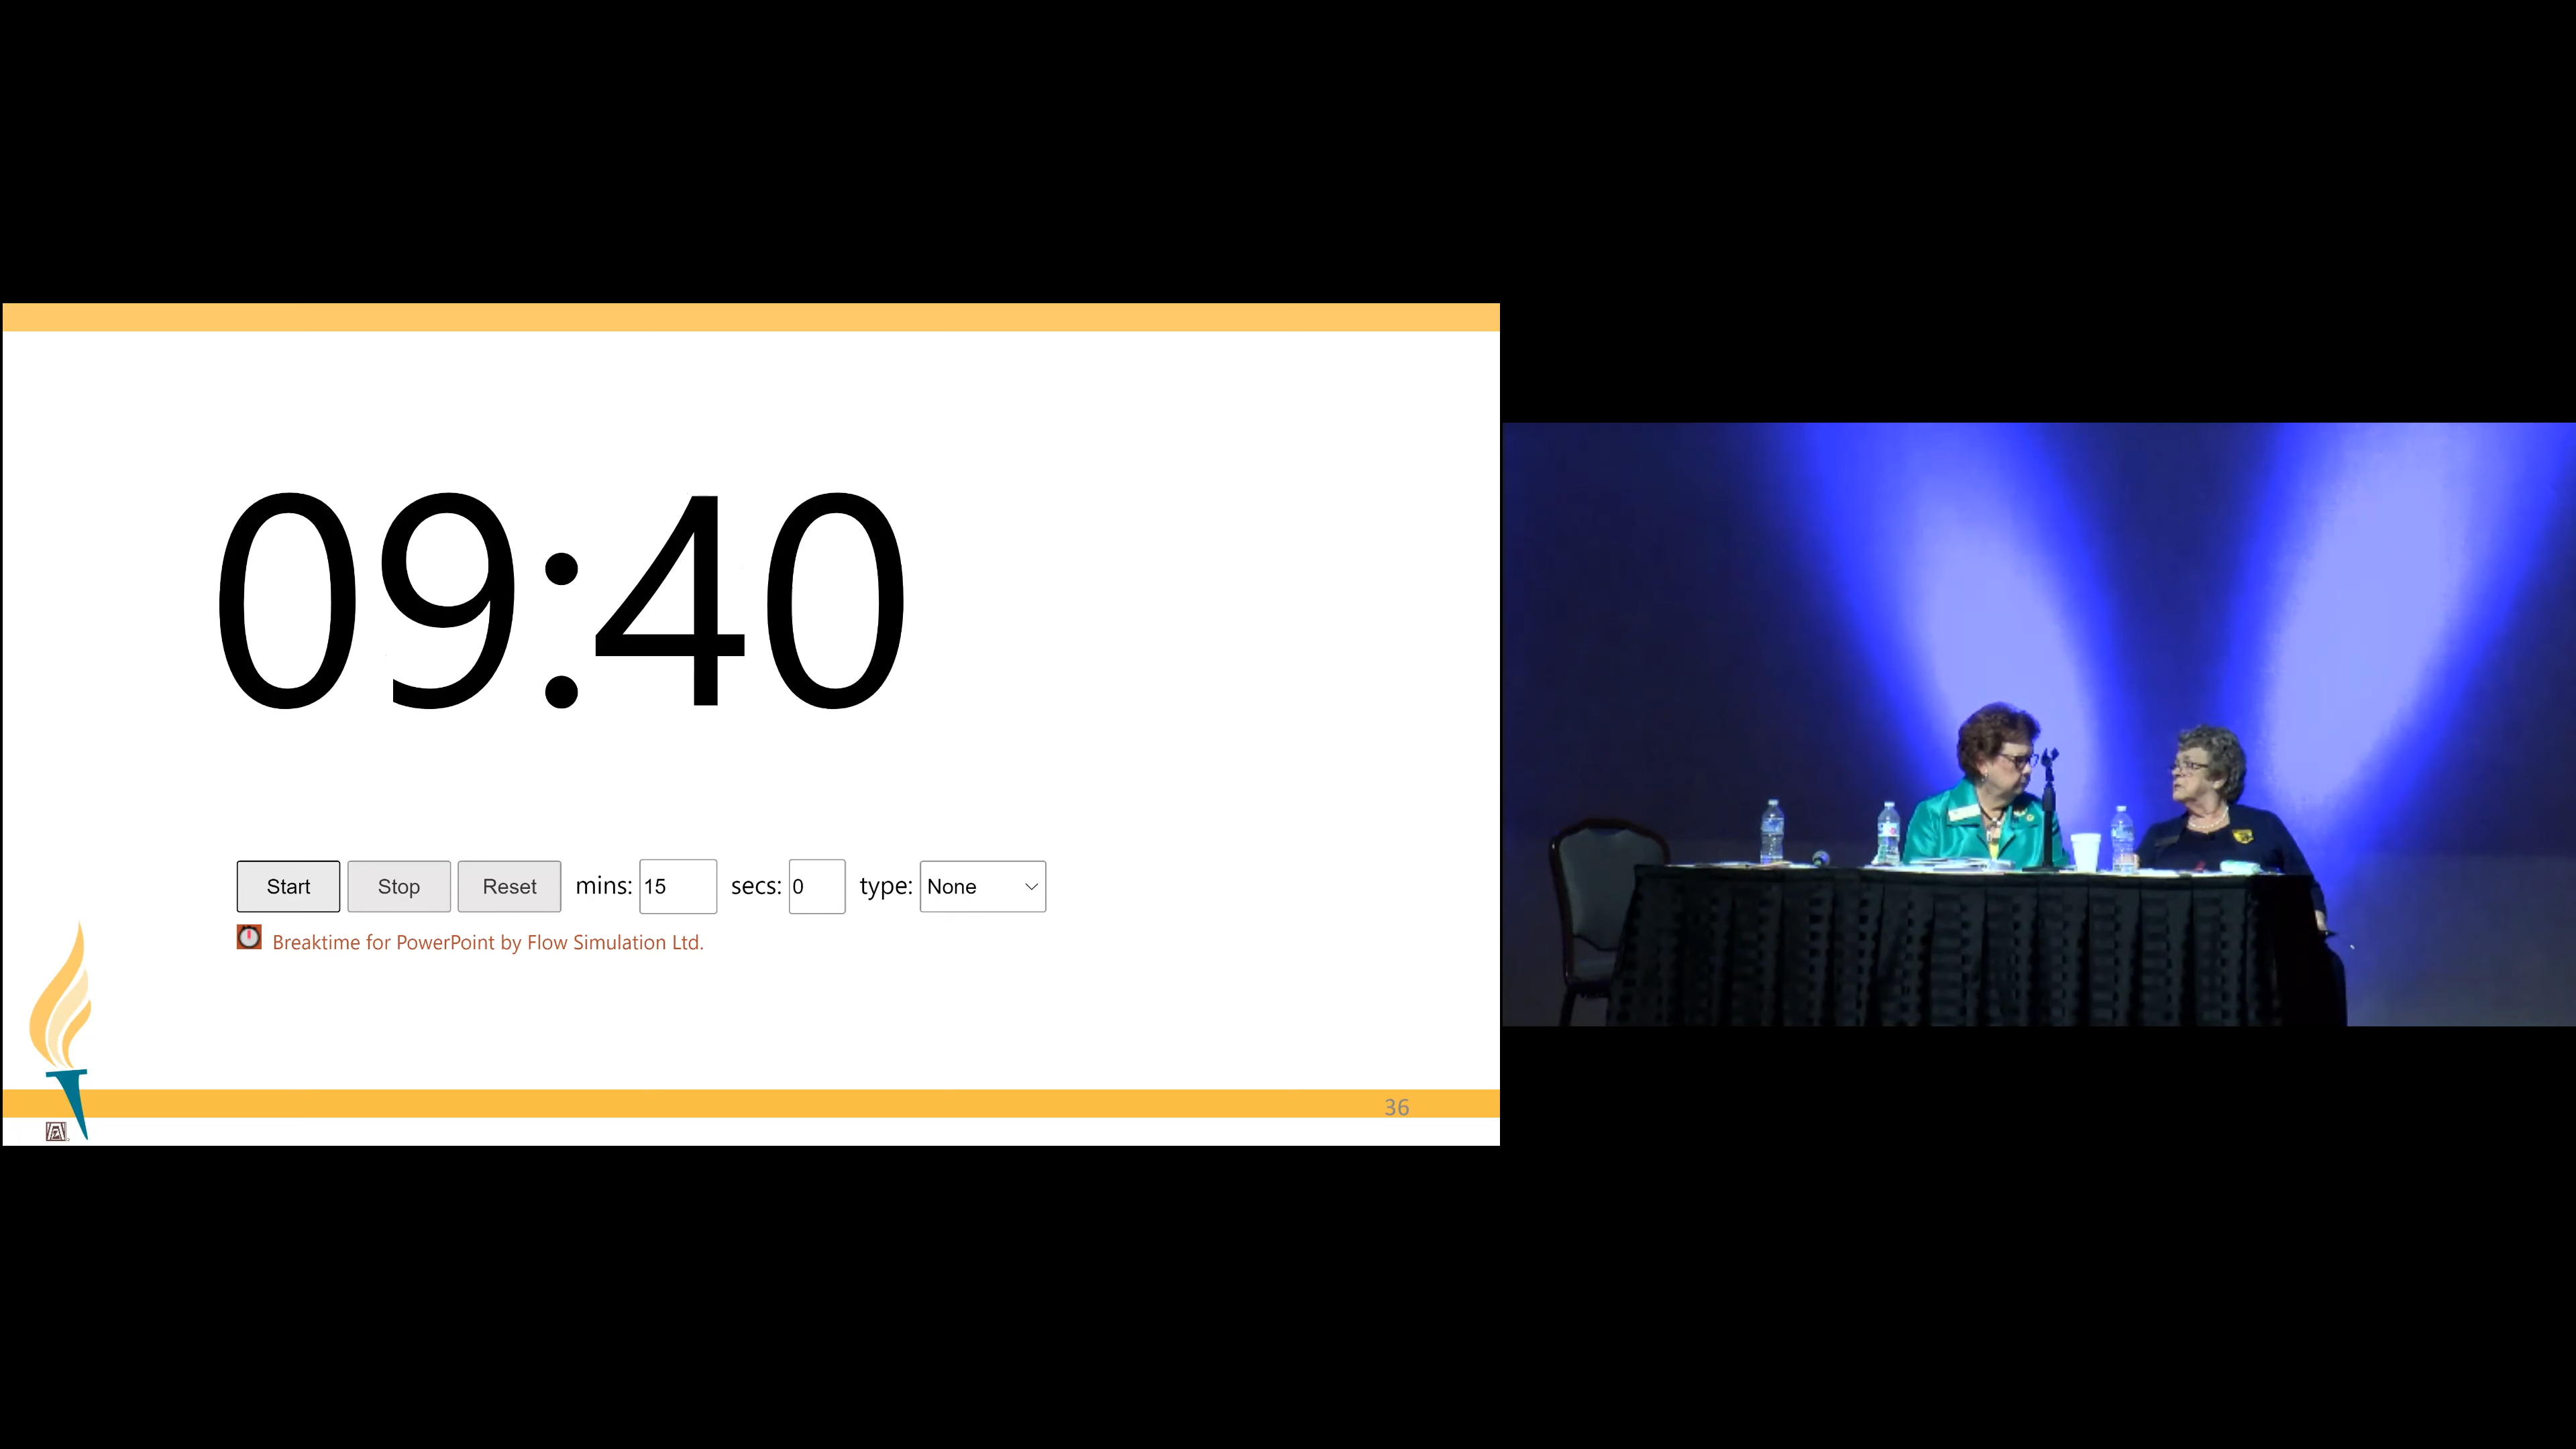 09:40
Start Stop Reset mins: 15 secs: 0 type: None
Breaktime for PowerPoint by Flow Simulation Ltd.
36